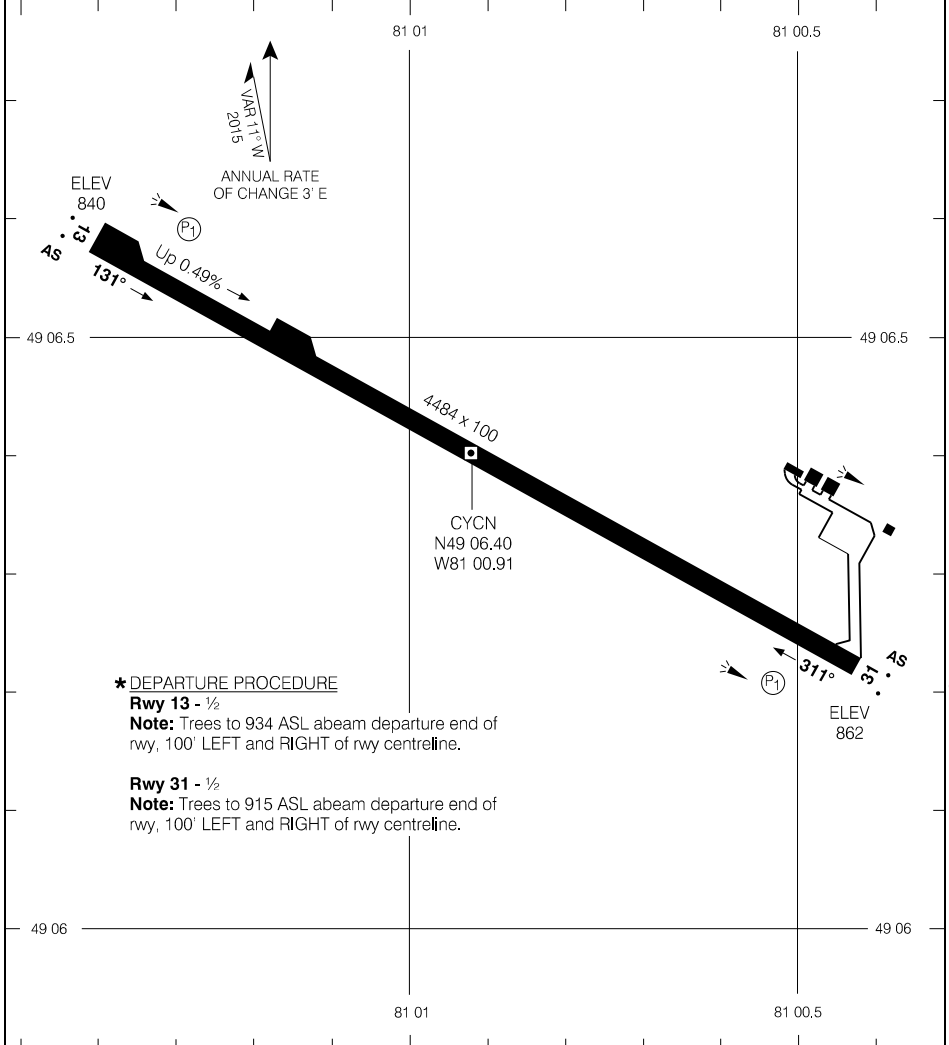 81 01
81 00.5
VAR 11° W
2015
ANNUAL RATE
OF CHANGE 3' E
ELEV
840
P1
13
AS
131°
Up 0.49%
49 06.5
49 06.5
4484 x 100
CYCN
N49 06.40
W81 00.91
311°
31
AS
P1
ELEV
862
* DEPARTURE PROCEDURE
Rwy 13 - ½
Note: Trees to 934 ASL abeam departure end of
rwy, 100' LEFT and RIGHT of rwy centreline.
Rwy 31 - ½
Note: Trees to 915 ASL abeam departure end of
rwy, 100' LEFT and RIGHT of rwy centreline.
49 06
49 06
81 01
81 00.5